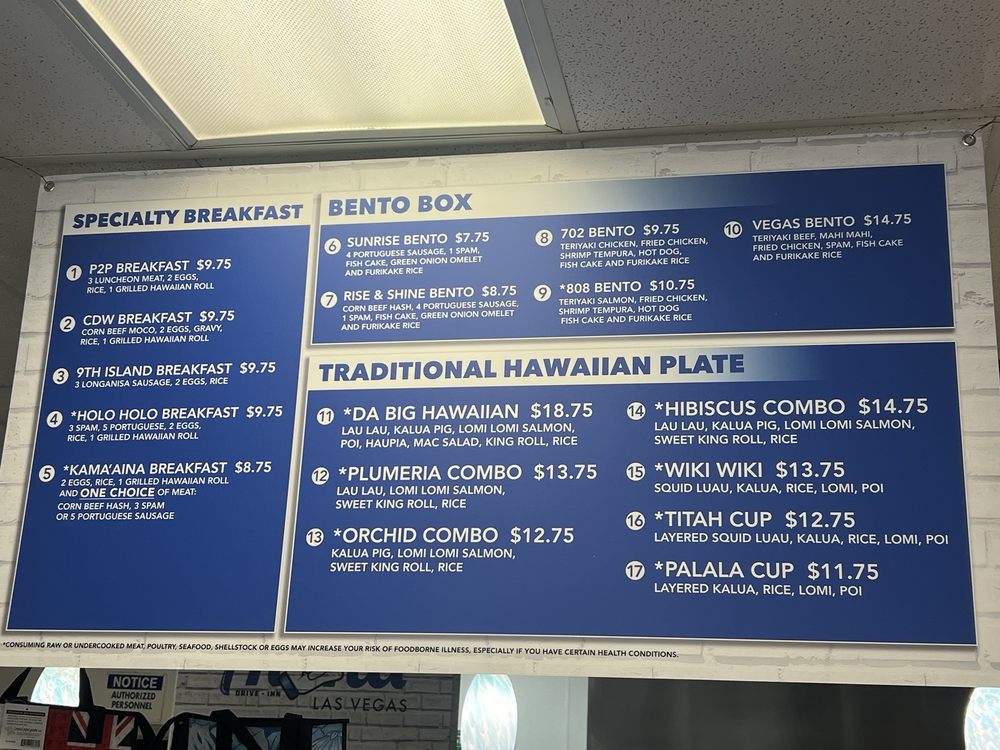 SPECIALTY BREAKFAST
1 P2P BREAKFAST $9.75
3 LUNCHEON MEAT, 2 EGGS,
RICE, 1 GRILLED HAWAIIAN ROLL
2 CDW BREAKFAST $9.75
CORN BEEF MOCO, 2 EGGS, GRAVY,
RICE, 1 GRILLED HAWAIIAN ROLL
3 9TH ISLAND BREAKFAST $9.75
3 LONGANISA SAUSAGE, 2 EGGS, RICE
4 *HOLO HOLO BREAKFAST $9.75
3 SPAM, 5 PORTUGUESE, 2 EGGS,
RICE, 1 GRILLED HAWAIIAN ROLL
5 *KAMA'AINA BREAKFAST $8.75
2 EGGS, RICE, 1 GRILLED HAWAIIAN ROLL
AND ONE CHOICE OF MEAT:
CORN BEEF HASH, 3 SPAM
OR 5 PORTUGUESE SAUSAGE
BENTO BOX
6 SUNRISE BENTO $7.75
4 PORTUGUESE SAUSAGE, 1 SPAM,
FISH CAKE, GREEN ONION OMELET
AND FURIKAKE RICE
7 RISE & SHINE BENTO $8.75
CORN BEEF HASH, 4 PORTUGUESE SAUSAGE,
1 SPAM, FISH CAKE, GREEN ONION OMELET
AND FURIKAKE RICE
8 702 BENTO $9.75
TERIYAKI CHICKEN, FRIED CHICKEN,
SHRIMP TEMPURA, HOT DOG,
FISH CAKE AND FURIKAKE RICE
9 *808 BENTO $10.75
TERIYAKI SALMON, FRIED CHICKEN,
SHRIMP TEMPURA, HOT DOG
FISH CAKE AND FURIKAKE RICE
10 VEGAS BENTO $14.75
TERIYAKI BEEF, MAHI MAHI,
FRIED CHICKEN, SPAM, FISH CAKE
AND FURIKAKE RICE
TRADITIONAL HAWAIIAN PLATE
11 *DA BIG HAWAIIAN $18.75
LAU LAU, KALUA PIG, LOMI LOMI SALMON,
POI, HAUPIA, MAC SALAD, KING ROLL, RICE
12 *PLUMERIA COMBO $13.75
LAU LAU, LOMI LOMI SALMON,
SWEET KING ROLL, RICE
13 *ORCHID COMBO $12.75
KALUA PIG, LOMI LOMI SALMON,
SWEET KING ROLL, RICE
14 *HIBISCUS COMBO $14.75
LAU LAU, KALUA PIG, LOMI LOMI SALMON,
SWEET KING ROLL, RICE
15 *WIKI WIKI $13.75
SQUID LUAU, KALUA, RICE, LOMI, POI
16 *TITAH CUP $12.75
LAYERED SQUID LUAU, KALUA, RICE, LOMI, POI
17 *PALALA CUP $11.75
LAYERED KALUA, RICE, LOMI, POI
*CONSUMING RAW OR UNDERCOOKED MEAT, POULTRY, SEAFOOD, SHELLSTOCK OR EGGS MAY INCREASE YOUR RISK OF FOODBORNE ILLNESS, ESPECIALLY IF YOU HAVE CERTAIN HEALTH CONDITIONS.
NOTICE
AUTHORIZED
PERSONNEL
DRIVE-INN
LAS VEGAS